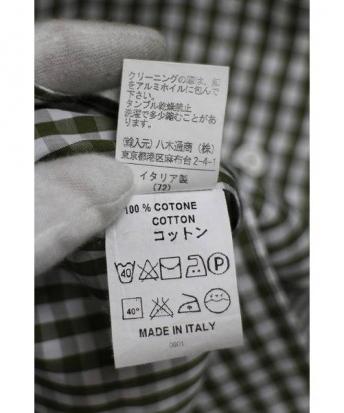 クリーニングの際は、釦
をアルミホイルに包んで
下さい。
タンブル乾燥禁止
洗濯で多少縮むことが
あります。
(輸入元) 八木通商 (株)
東京都港区麻布台2-4-1
イタリア製
(72)
100 % COTONE
COTTON
コットン
40
P
40°
MADE IN ITALY